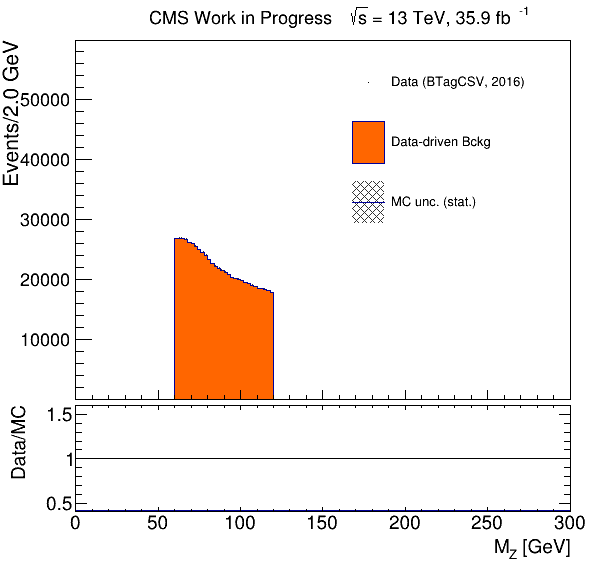 CMS Work in Progress √s = 13 TeV, 35.9 fb⁻¹
Events/2.0 GeV
50000
40000
30000
20000
10000
Data (BTagCSV, 2016)
Data-driven Bckg
MC unc. (stat.)
Data/MC
1.5
1
0.5
0 50 100 150 200 250 300
M_Z [GeV]